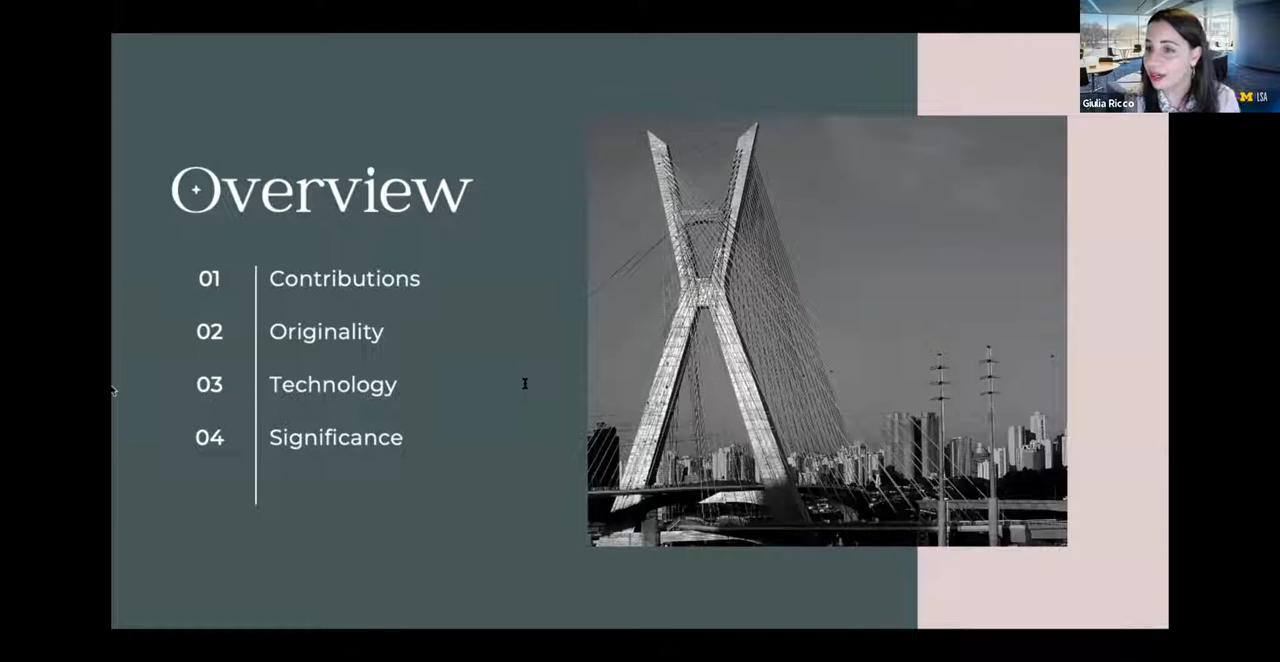 Overview
01 Contributions
02 Originality
03 Technology
04 Significance
Giulia Ricco
M LSA